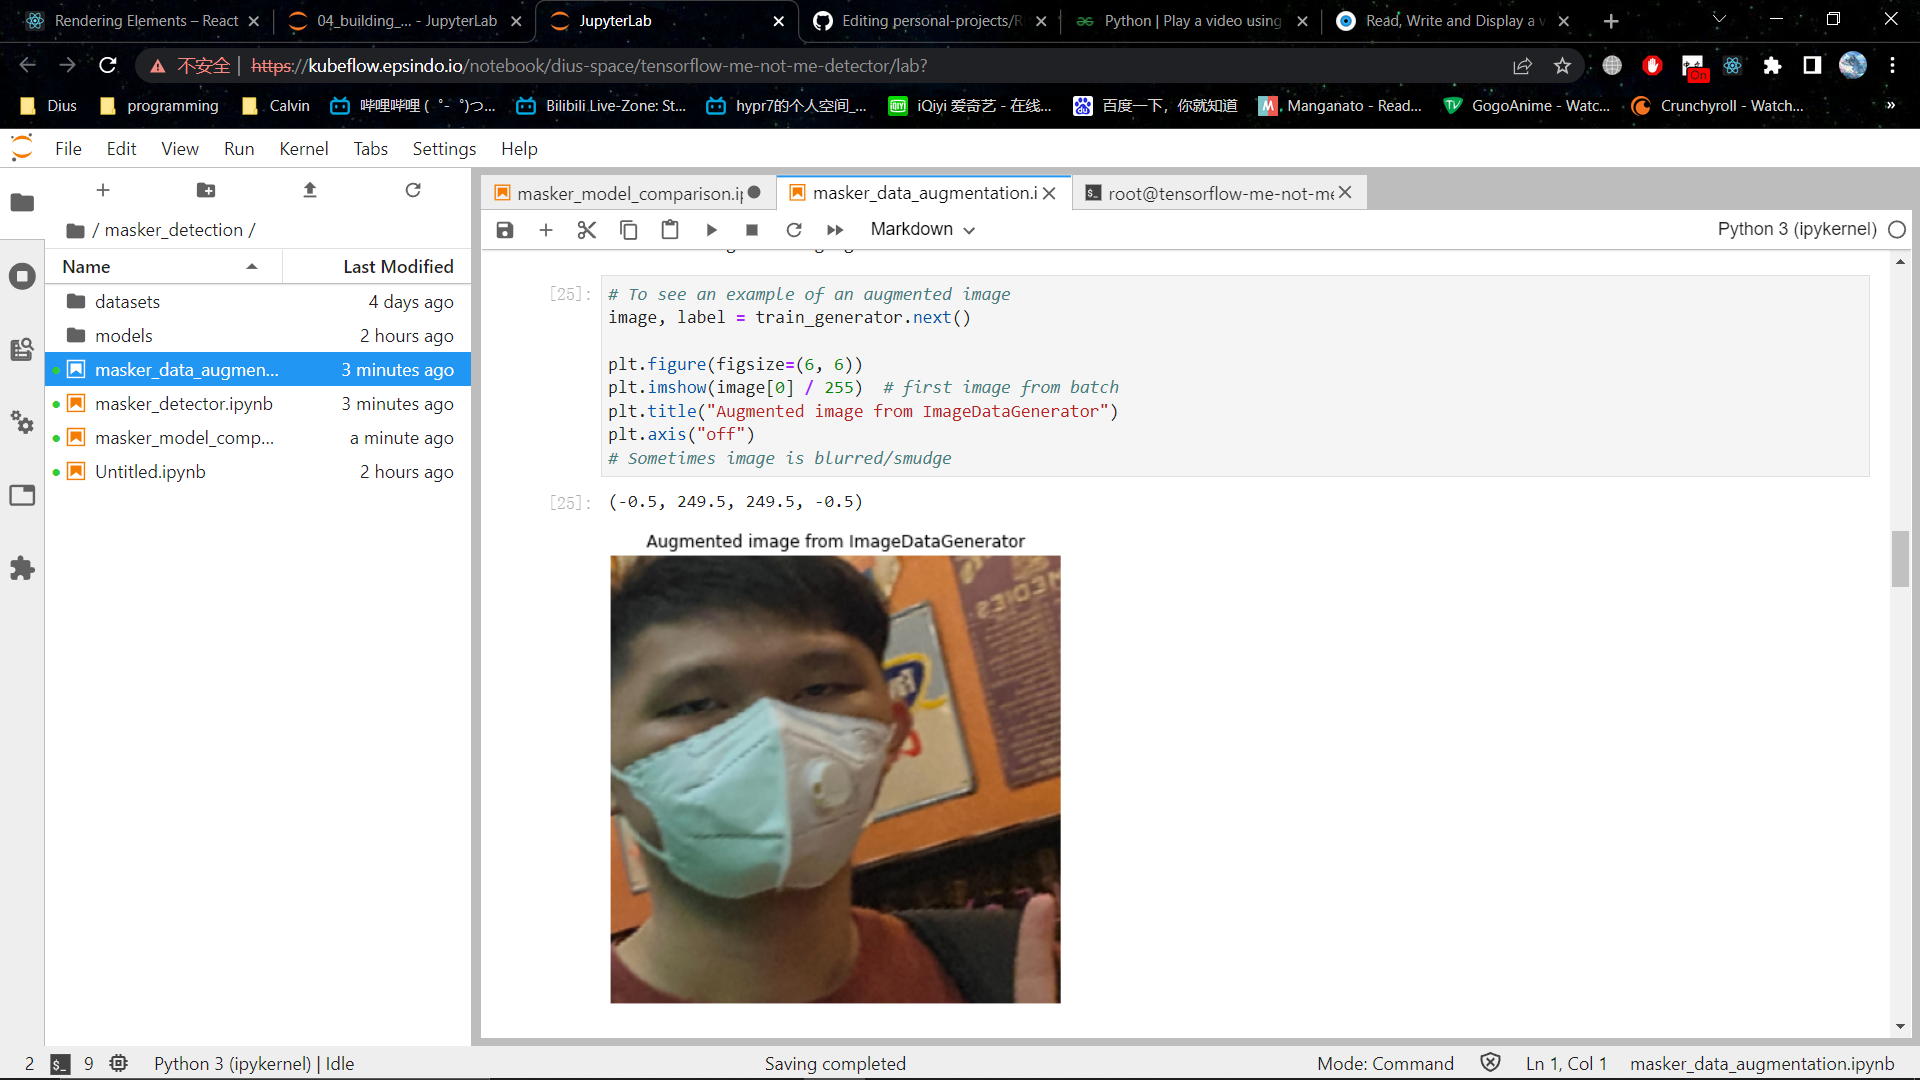 Rendering Elements – React
04_building_... - JupyterLab
JupyterLab
Editing personal-projects/R
Python | Play a video using
Read, Write and Display a v
不安全 | https://kubeflow.epsindo.io/notebook/dius-space/tensorflow-me-not-me-detector/lab?
On
Dius
programming
Calvin
哔哩哔哩 ( ゜- ゜)つ...
Bilibili Live-Zone: St...
hypr7的个人空间_...
iQiyi 爱奇艺 - 在线...
百度一下，你就知道
Manganato - Read...
GogoAnime - Watc...
Crunchyroll - Watch...
»
File Edit View Run Kernel Tabs Settings Help
masker_model_comparison.ip
masker_data_augmentation.i
root@tensorflow-me-not-me
/ masker_detection /
Markdown
Python 3 (ipykernel)
Name Last Modified
datasets 4 days ago
models 2 hours ago
masker_data_augmen... 3 minutes ago
masker_detector.ipynb 3 minutes ago
masker_model_comp... a minute ago
Untitled.ipynb 2 hours ago
[25]: # To see an example of an augmented image
image, label = train_generator.next()
plt.figure(figsize=(6, 6))
plt.imshow(image[0] / 255)  # first image from batch
plt.title("Augmented image from ImageDataGenerator")
plt.axis("off")
# Sometimes image is blurred/smudge
[25]: (-0.5, 249.5, 249.5, -0.5)
Augmented image from ImageDataGenerator
2 9 Python 3 (ipykernel) | Idle
Saving completed
Mode: Command
Ln 1, Col 1
masker_data_augmentation.ipynb